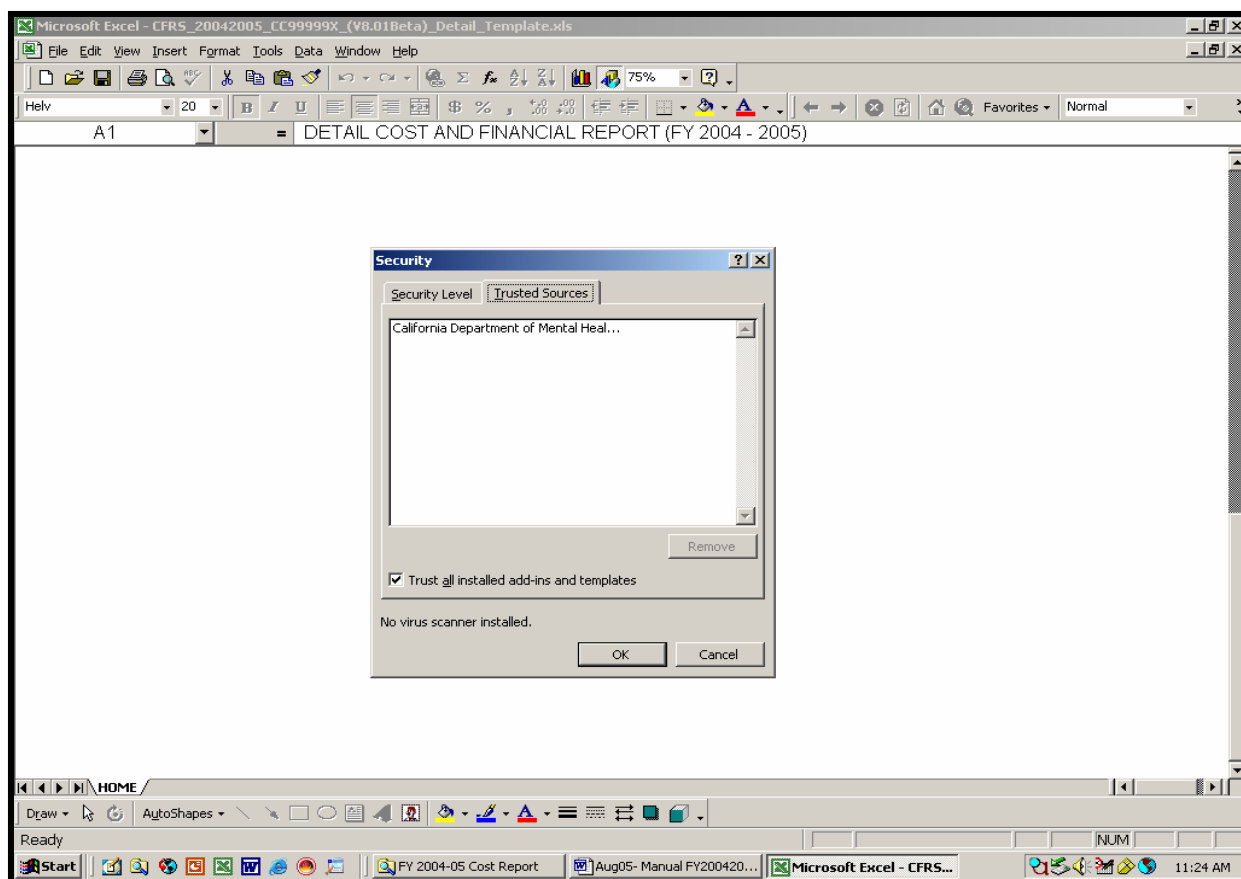 Microsoft Excel - CFRS_20042005_CC99999X_(V8.01Beta)_Detail_Template.xls
File Edit View Insert Format Tools Data Window Help
75%
Helv 20 B I U $ % , Favorites Normal
A1 = DETAIL COST AND FINANCIAL REPORT (FY 2004 - 2005)
Security
Security Level Trusted Sources
California Department of Mental Heal...
Remove
Trust all installed add-ins and templates
No virus scanner installed.
OK Cancel
HOME
Draw AutoShapes
Ready NUM
Start FY 2004-05 Cost Report Aug05- Manual FY200420... Microsoft Excel - CFRS... 11:24 AM